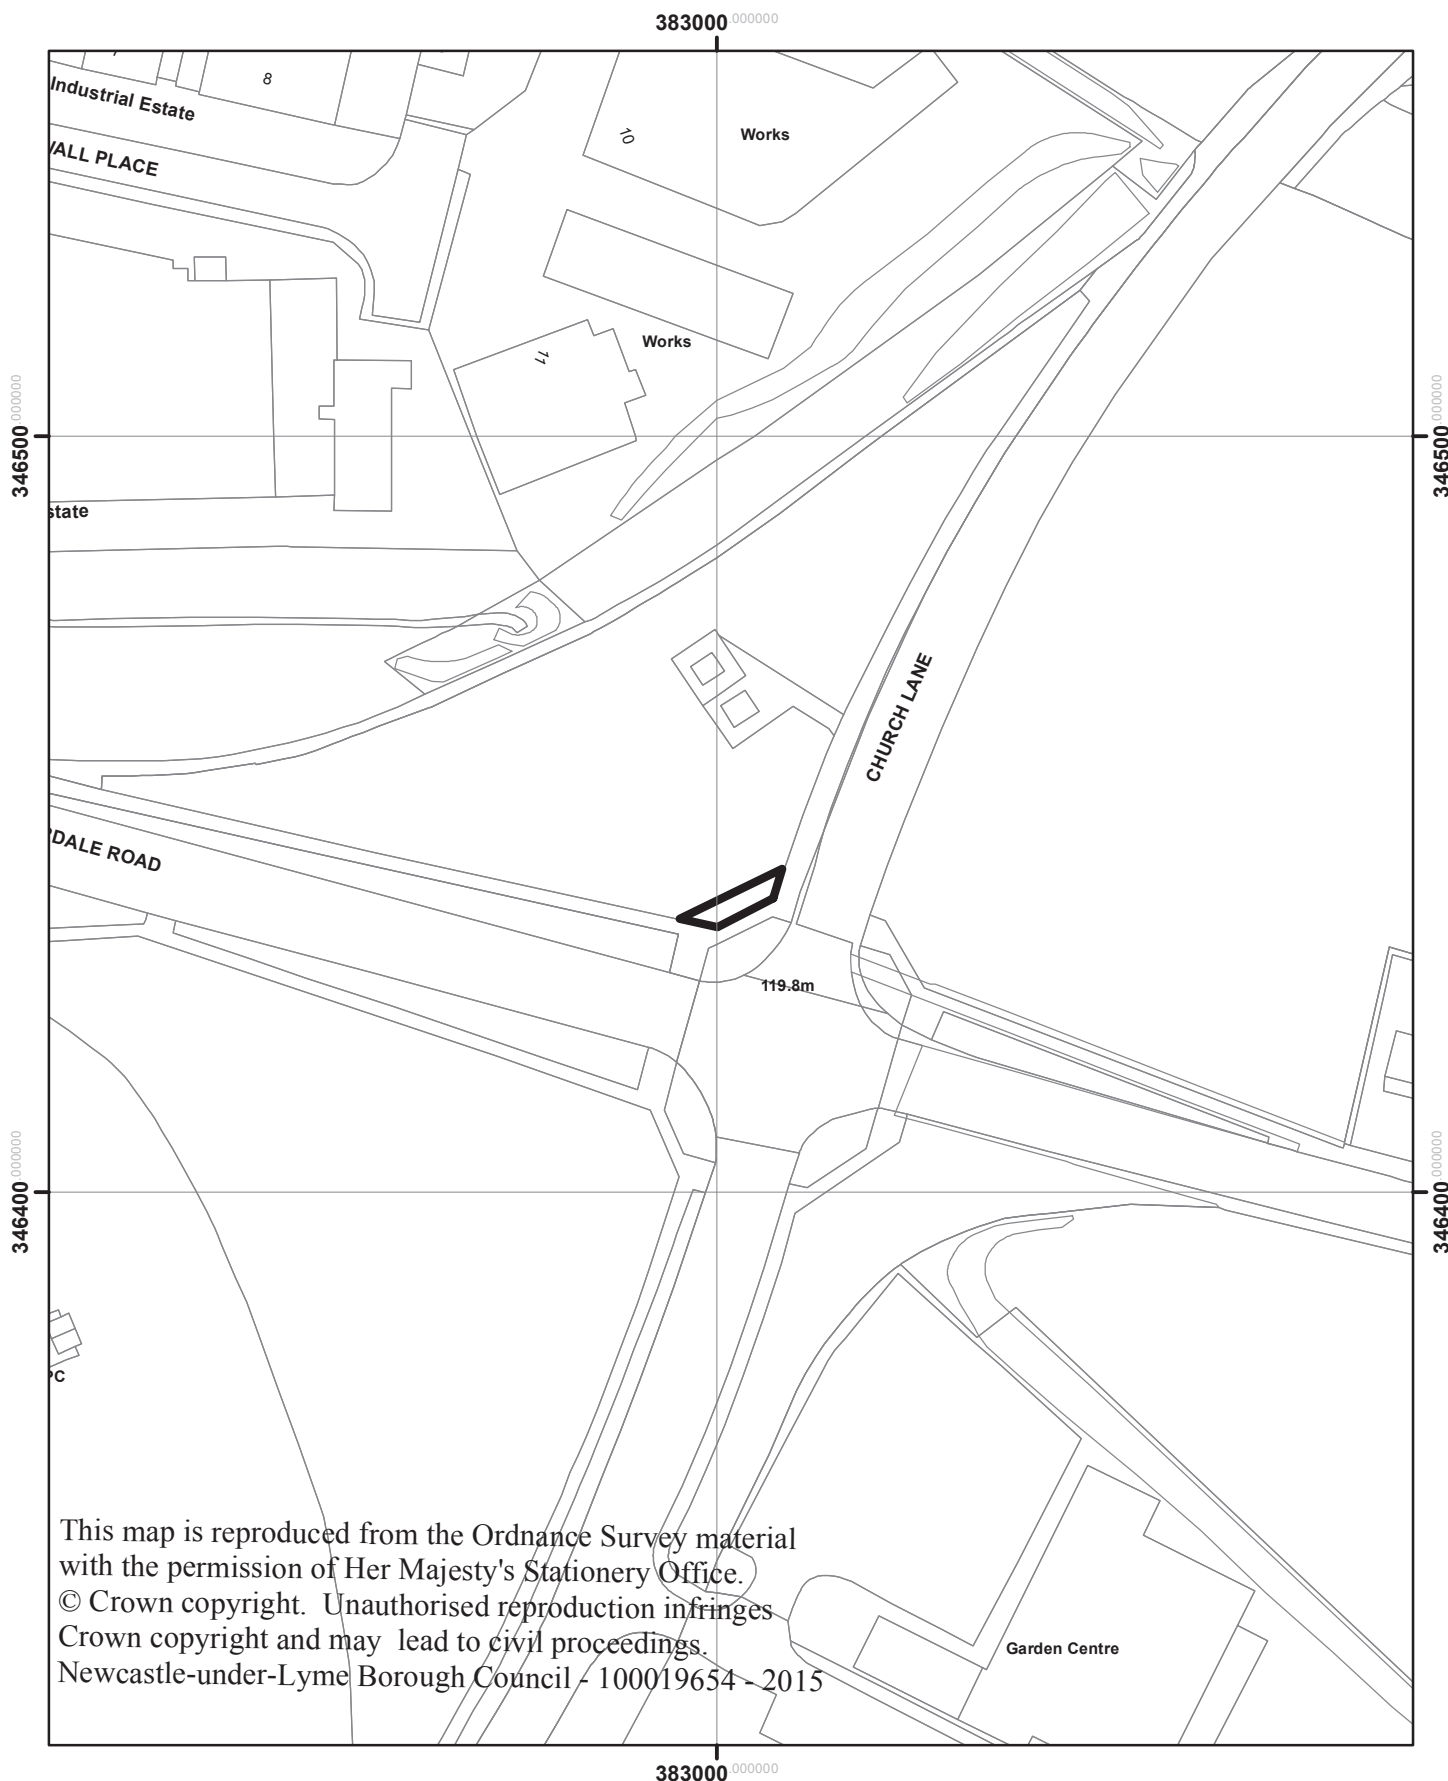 383000.000000
8
Industrial Estate
10
Works
WALL PLACE
Works
11
346500.000000
346500.000000
state
CHURCH LANE
DALE ROAD
119.8m
346400.000000
346400.000000
PC
This map is reproduced from the Ordnance Survey material
with the permission of Her Majesty's Stationery Office.
© Crown copyright. Unauthorised reproduction infringes
Crown copyright and may lead to civil proceedings.
Newcastle-under-Lyme Borough Council - 100019654 - 2015
Garden Centre
383000.000000